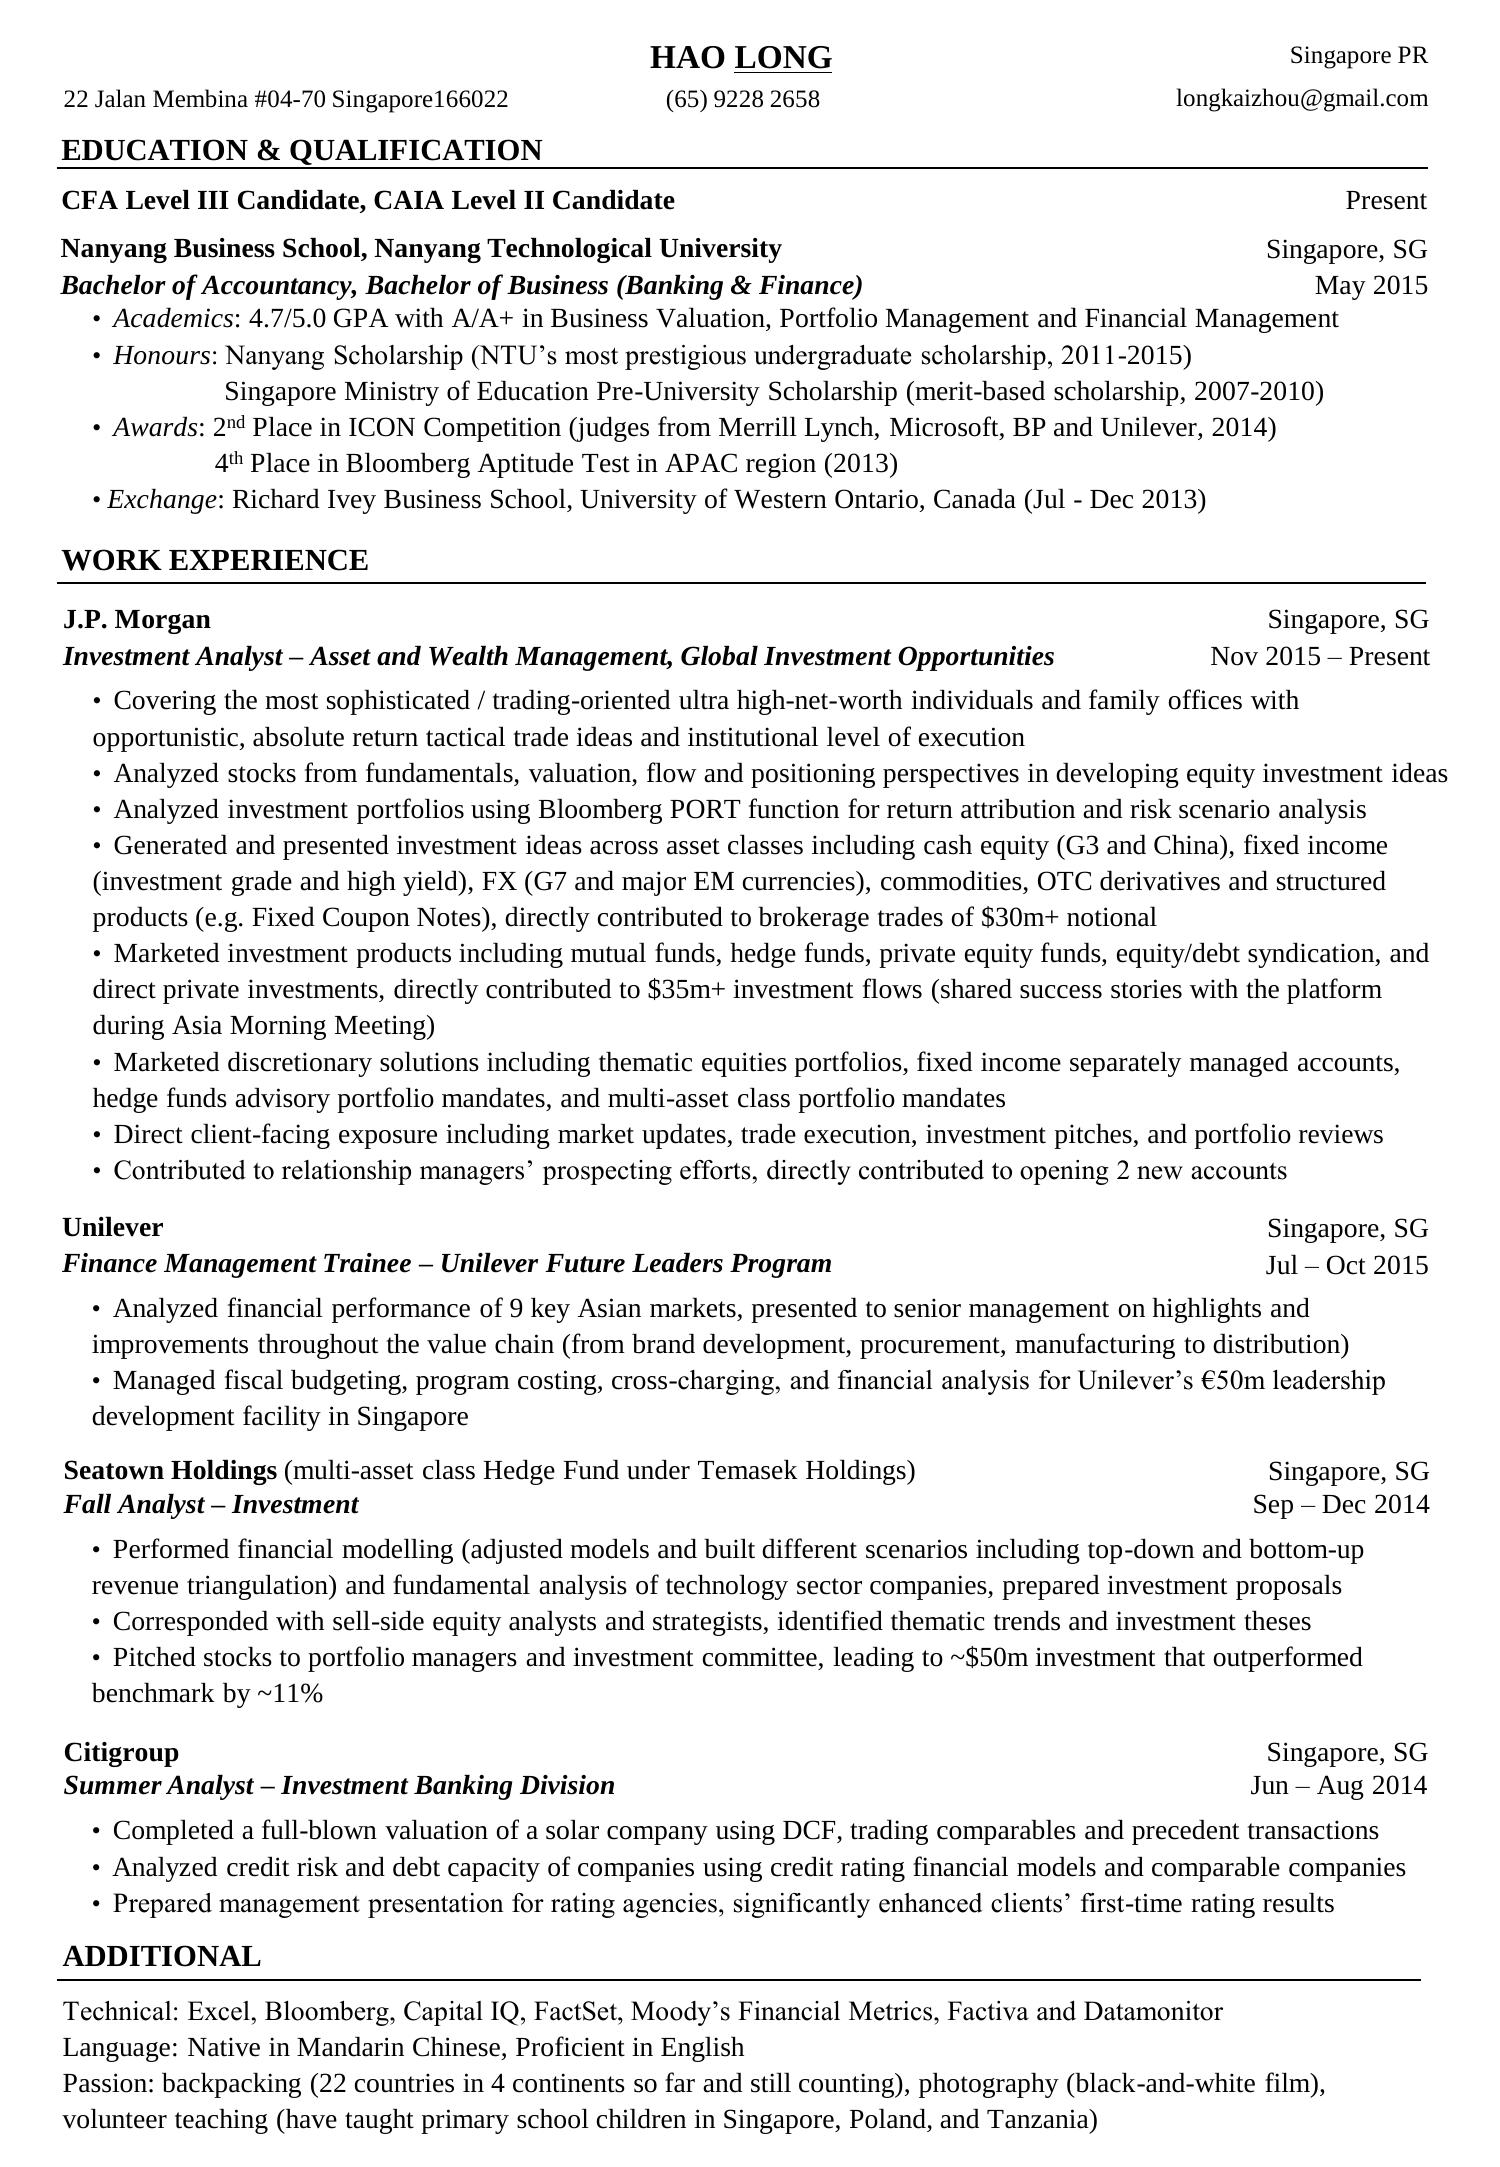 HAO LONG
Singapore PR
22 Jalan Membina #04-70 Singapore166022
(65) 9228 2658
longkaizhou@gmail.com
EDUCATION & QUALIFICATION
CFA Level III Candidate, CAIA Level II Candidate
Present
Nanyang Business School, Nanyang Technological University
Singapore, SG
Bachelor of Accountancy, Bachelor of Business (Banking & Finance)
May 2015
• Academics: 4.7/5.0 GPA with A/A+ in Business Valuation, Portfolio Management and Financial Management
• Honours: Nanyang Scholarship (NTU’s most prestigious undergraduate scholarship, 2011-2015)
Singapore Ministry of Education Pre-University Scholarship (merit-based scholarship, 2007-2010)
• Awards: 2nd Place in ICON Competition (judges from Merrill Lynch, Microsoft, BP and Unilever, 2014)
4th Place in Bloomberg Aptitude Test in APAC region (2013)
• Exchange: Richard Ivey Business School, University of Western Ontario, Canada (Jul - Dec 2013)
WORK EXPERIENCE
J.P. Morgan
Singapore, SG
Investment Analyst – Asset and Wealth Management, Global Investment Opportunities
Nov 2015 – Present
• Covering the most sophisticated / trading-oriented ultra high-net-worth individuals and family offices with
opportunistic, absolute return tactical trade ideas and institutional level of execution
• Analyzed stocks from fundamentals, valuation, flow and positioning perspectives in developing equity investment ideas
• Analyzed investment portfolios using Bloomberg PORT function for return attribution and risk scenario analysis
• Generated and presented investment ideas across asset classes including cash equity (G3 and China), fixed income
(investment grade and high yield), FX (G7 and major EM currencies), commodities, OTC derivatives and structured
products (e.g. Fixed Coupon Notes), directly contributed to brokerage trades of $30m+ notional
• Marketed investment products including mutual funds, hedge funds, private equity funds, equity/debt syndication, and
direct private investments, directly contributed to $35m+ investment flows (shared success stories with the platform
during Asia Morning Meeting)
• Marketed discretionary solutions including thematic equities portfolios, fixed income separately managed accounts,
hedge funds advisory portfolio mandates, and multi-asset class portfolio mandates
• Direct client-facing exposure including market updates, trade execution, investment pitches, and portfolio reviews
• Contributed to relationship managers’ prospecting efforts, directly contributed to opening 2 new accounts
Unilever
Singapore, SG
Finance Management Trainee – Unilever Future Leaders Program
Jul – Oct 2015
• Analyzed financial performance of 9 key Asian markets, presented to senior management on highlights and
improvements throughout the value chain (from brand development, procurement, manufacturing to distribution)
• Managed fiscal budgeting, program costing, cross-charging, and financial analysis for Unilever’s €50m leadership
development facility in Singapore
Seatown Holdings (multi-asset class Hedge Fund under Temasek Holdings)
Singapore, SG
Fall Analyst – Investment
Sep – Dec 2014
• Performed financial modelling (adjusted models and built different scenarios including top-down and bottom-up
revenue triangulation) and fundamental analysis of technology sector companies, prepared investment proposals
• Corresponded with sell-side equity analysts and strategists, identified thematic trends and investment theses
• Pitched stocks to portfolio managers and investment committee, leading to ~$50m investment that outperformed
benchmark by ~11%
Citigroup
Singapore, SG
Summer Analyst – Investment Banking Division
Jun – Aug 2014
• Completed a full-blown valuation of a solar company using DCF, trading comparables and precedent transactions
• Analyzed credit risk and debt capacity of companies using credit rating financial models and comparable companies
• Prepared management presentation for rating agencies, significantly enhanced clients’ first-time rating results
ADDITIONAL
Technical: Excel, Bloomberg, Capital IQ, FactSet, Moody’s Financial Metrics, Factiva and Datamonitor
Language: Native in Mandarin Chinese, Proficient in English
Passion: backpacking (22 countries in 4 continents so far and still counting), photography (black-and-white film),
volunteer teaching (have taught primary school children in Singapore, Poland, and Tanzania)